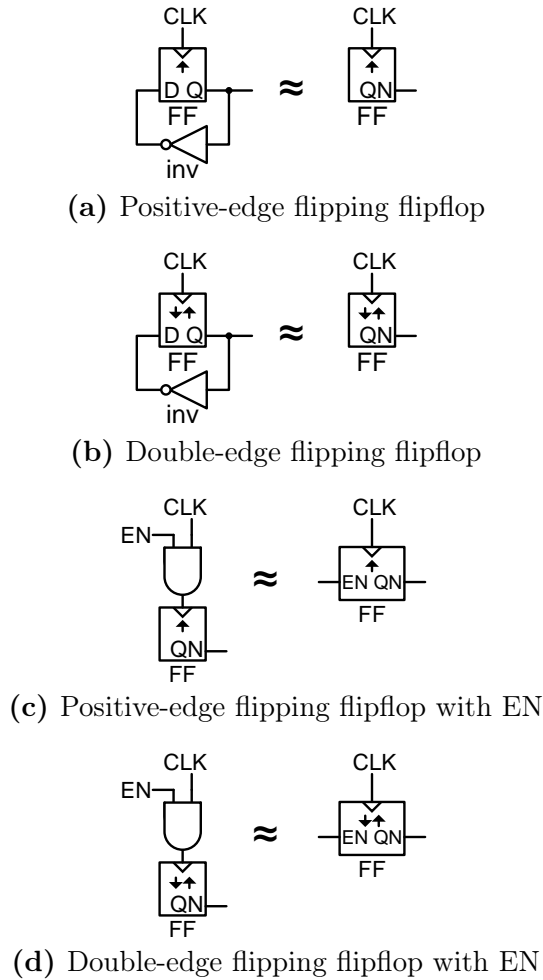 CLK CLK
D Q QN
FF FF
inv
(a) Positive-edge flipping flipflop
CLK CLK
D Q QN
FF FF
inv
(b) Double-edge flipping flipflop
CLK CLK
EN
EN QN
QN FF
FF
(c) Positive-edge flipping flipflop with EN
CLK CLK
EN
EN QN
QN FF
FF
(d) Double-edge flipping flipflop with EN